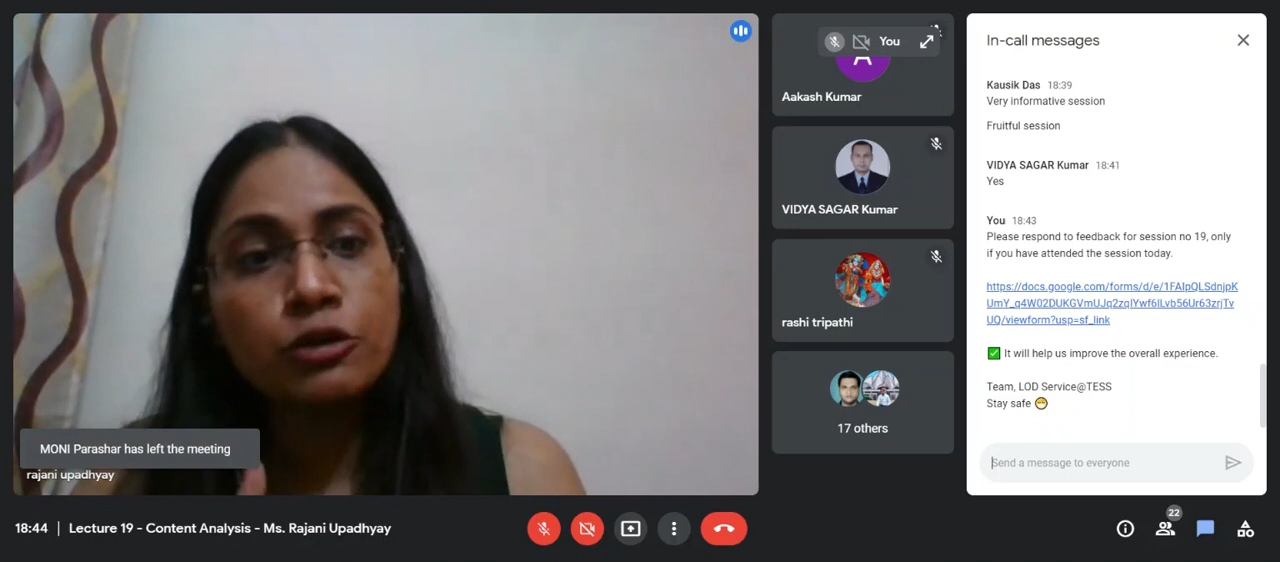 MONI Parashar has left the meeting
rajani upadhyay
You
A
Aakash Kumar
VIDYA SAGAR Kumar
rashi tripathi
17 others
In-call messages
Kausik Das 18:39
Very informative session
Fruitful session
VIDYA SAGAR Kumar 18:41
Yes
You 18:43
Please respond to feedback for session no 19, only
if you have attended the session today.
https://docs.google.com/forms/d/e/1FAIpQLSdnjpK
UmY_q4W02DUKGVmUJq2zqIYwf6ILvb56Ur63zrjTv
UQ/viewform?usp=sf_link
✅ It will help us improve the overall experience.
Team, LOD Service@TESS
Stay safe 😷
Send a message to everyone
18:44 | Lecture 19 - Content Analysis - Ms. Rajani Upadhyay
22